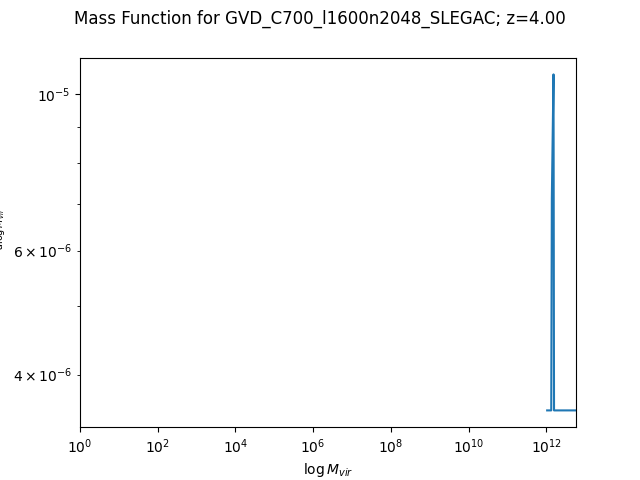 Mass Function for GVD_C700_l1600n2048_SLEGAC; z=4.00
10⁻⁵
6 × 10⁻⁶
4 × 10⁻⁶
10⁰ 10² 10⁴ 10⁶ 10⁸ 10¹⁰ 10¹²
log M_vir